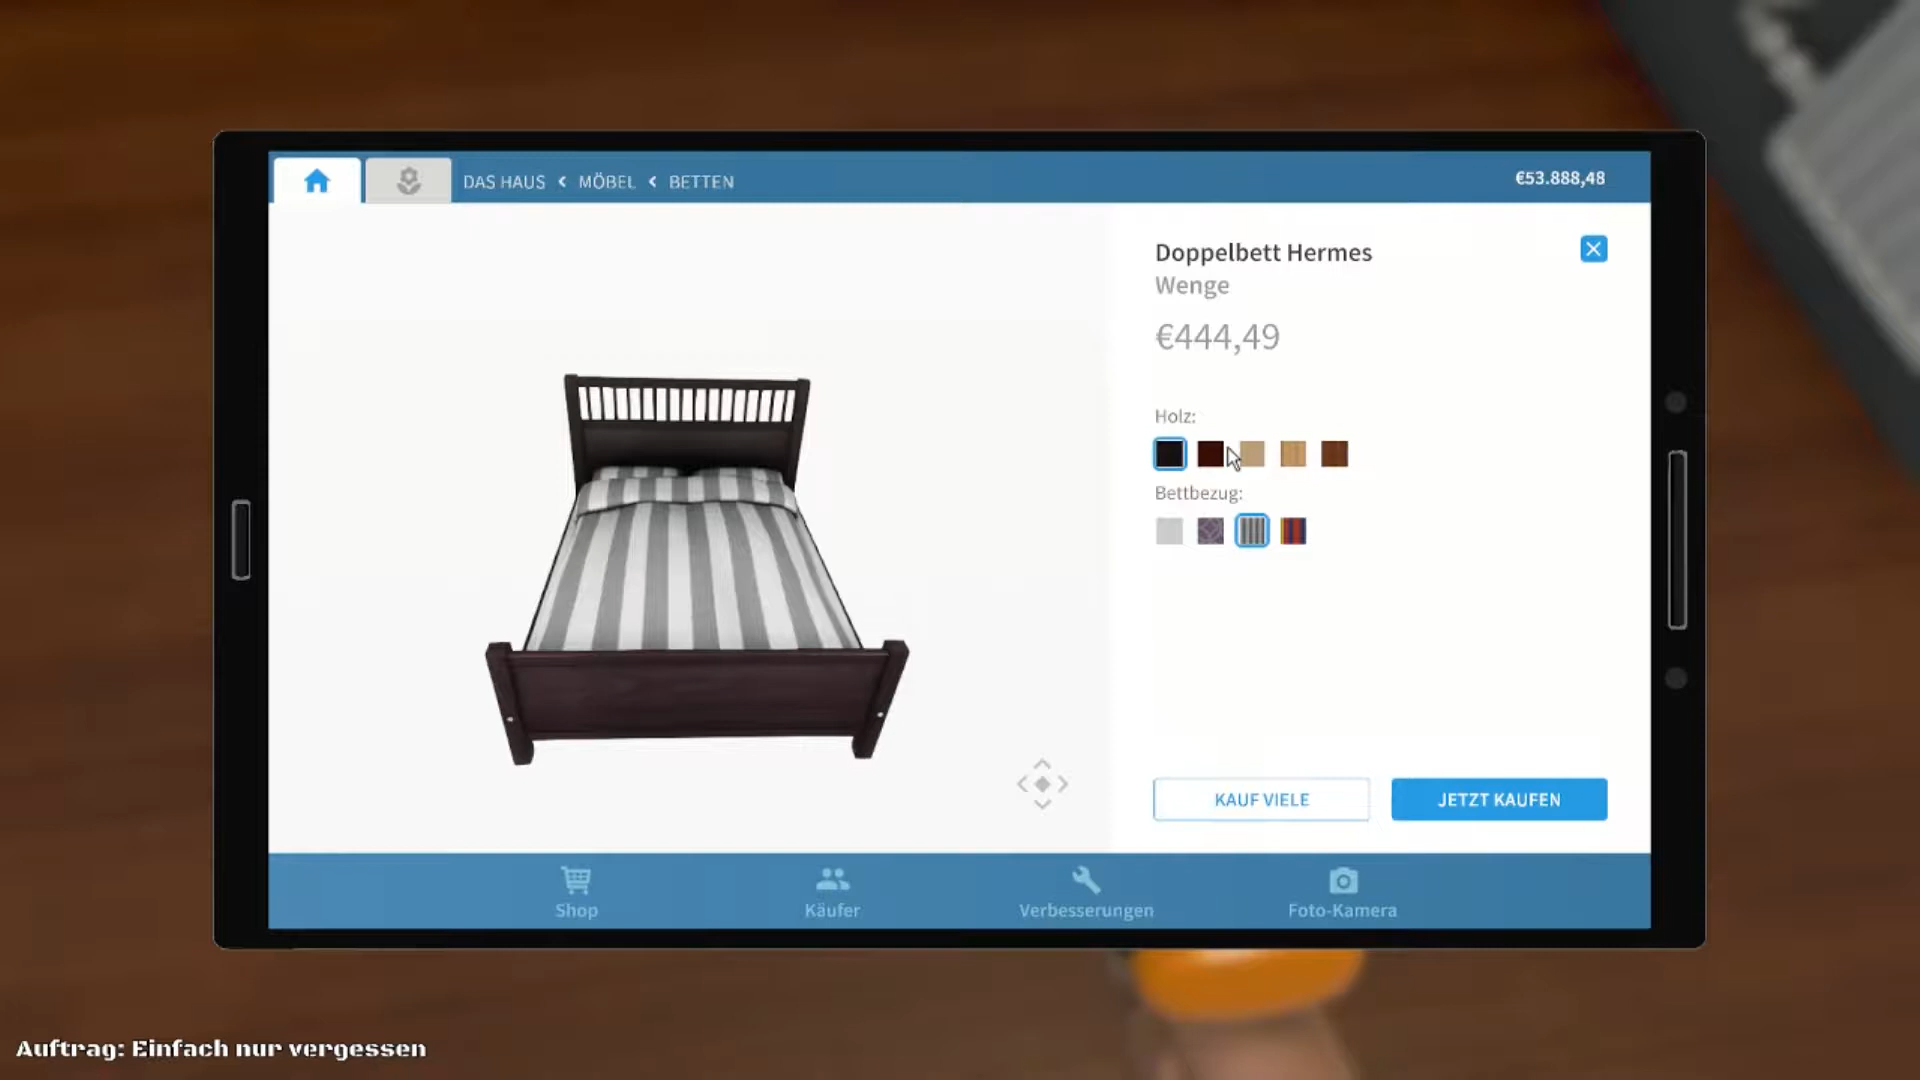 DAS HAUS < MÖBEL < BETTEN
€53.888,48
Doppelbett Hermes
Wenge
€444,49
Holz:
Bettbezug:
KAUF VIELE
JETZT KAUFEN
Shop
Käufer
Verbesserungen
Foto-Kamera
Auftrag: Einfach nur vergessen